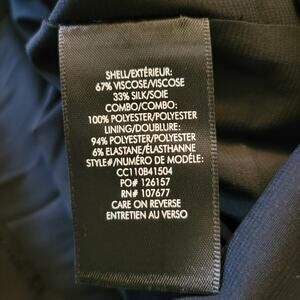 SHELL/EXTÉRIEUR:
67% VISCOSE/VISCOSE
33% SILK/SOIE
COMBO/COMBO:
100% POLYESTER/POLYESTER
LINING/DOUBLURE:
94% POLYESTER/POLYESTER
6% ELASTANE/ÉLASTHANNE
STYLE#/NUMÉRO DE MODÈLE:
CC110B41504
PO# 126157
RN# 107677
CARE ON REVERSE
ENTRETIEN AU VERSO